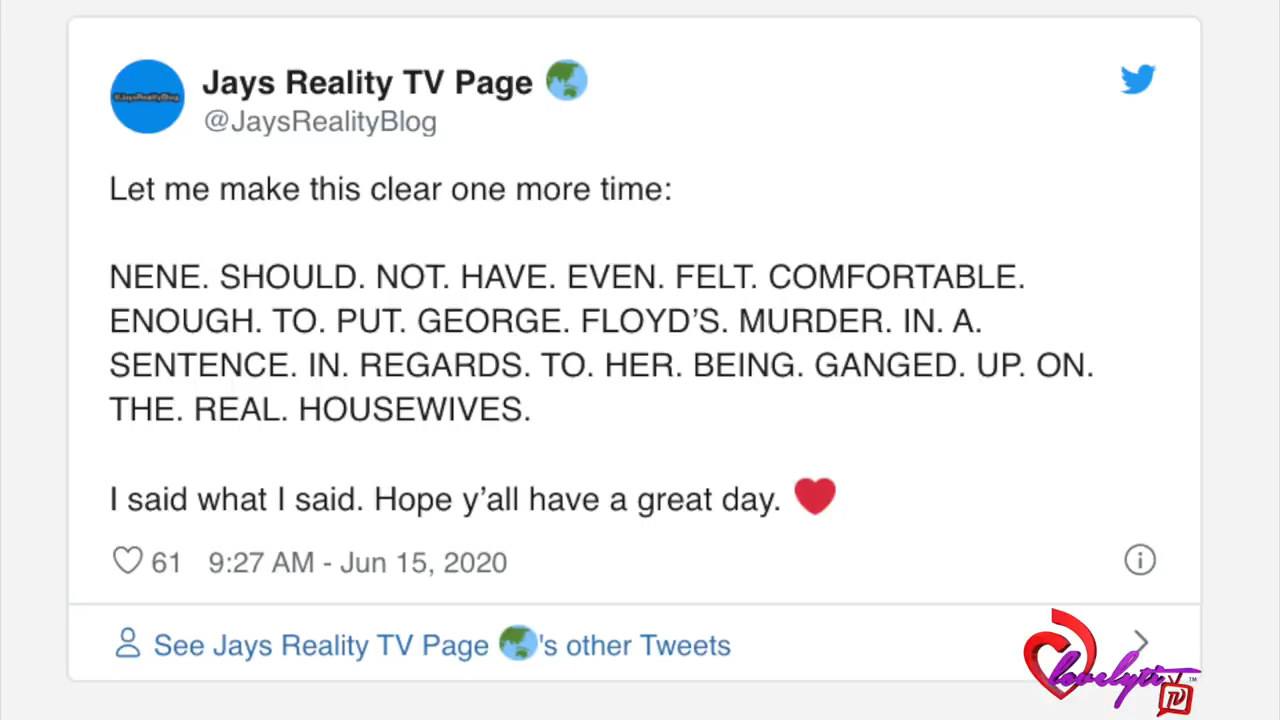 Jays Reality TV Page
@JaysRealityBlog
Let me make this clear one more time:
NENE. SHOULD. NOT. HAVE. EVEN. FELT. COMFORTABLE.
ENOUGH. TO. PUT. GEORGE. FLOYD’S. MURDER. IN. A.
SENTENCE. IN. REGARDS. TO. HER. BEING. GANGED. UP. ON.
THE. REAL. HOUSEWIVES.
I said what I said. Hope y’all have a great day. ❤️
61 9:27 AM - Jun 15, 2020
See Jays Reality TV Page 🌏's other Tweets
lovelyti TV™